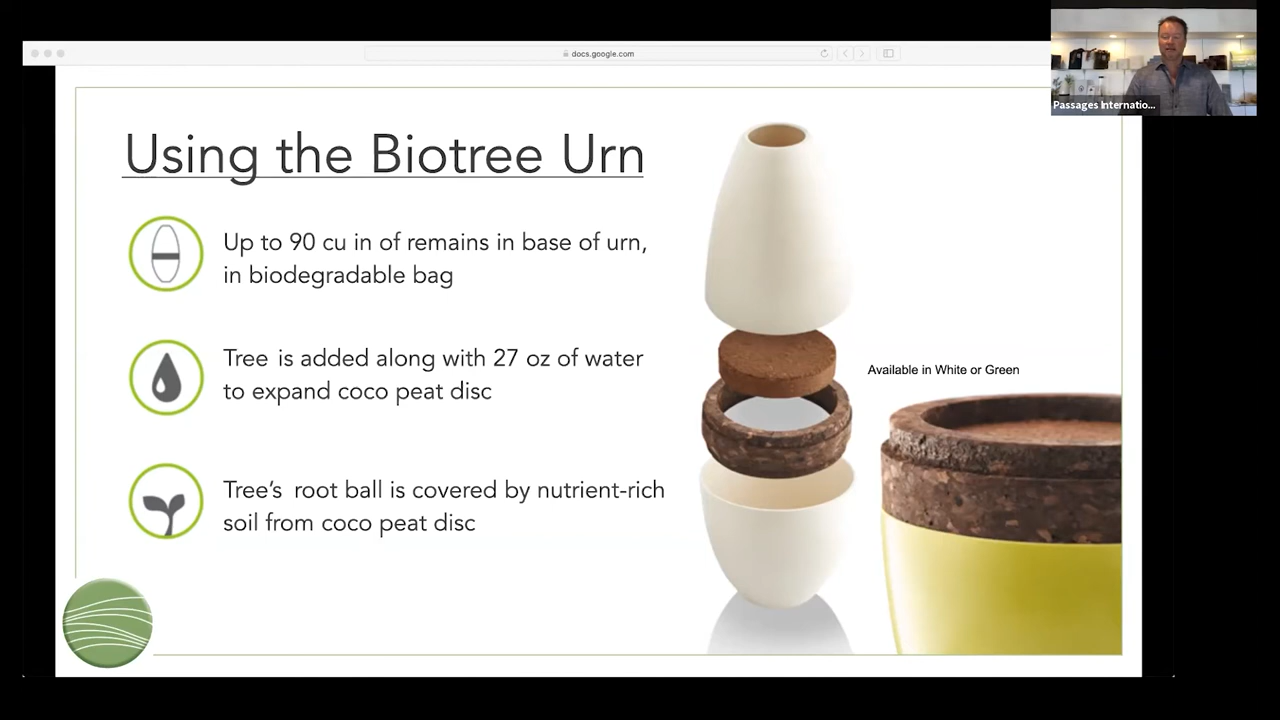 docs.google.com
Passages Internatio...
Using the Biotree Urn
Up to 90 cu in of remains in base of urn,
in biodegradable bag
Tree is added along with 27 oz of water
to expand coco peat disc
Available in White or Green
Tree's root ball is covered by nutrient-rich
soil from coco peat disc